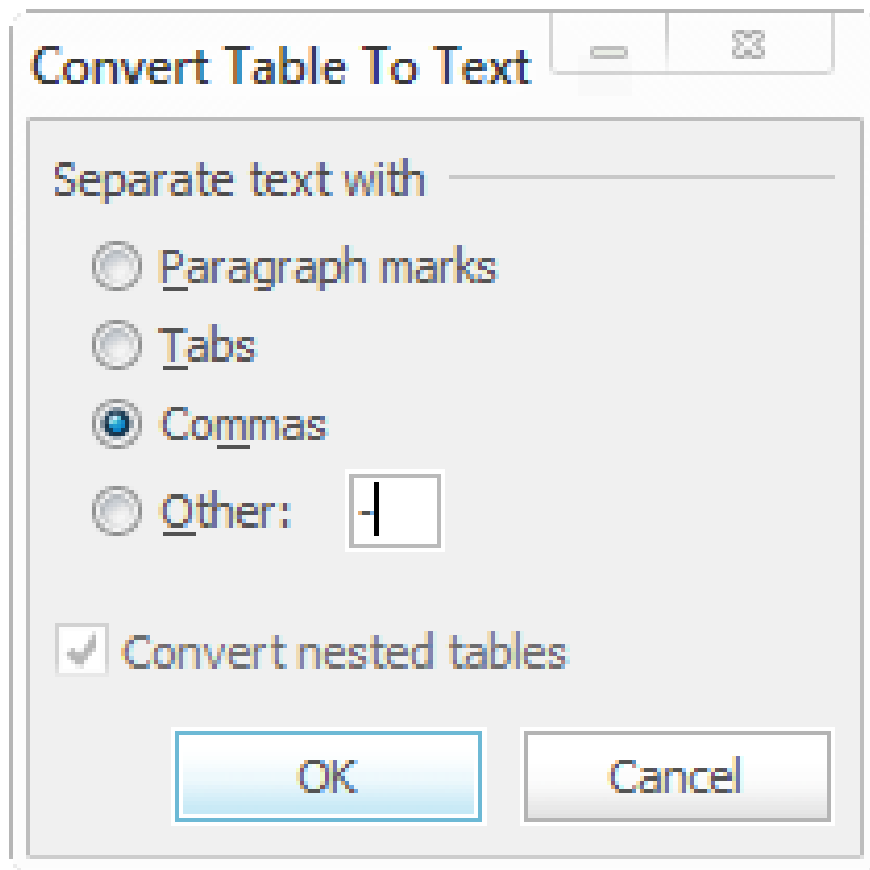 Convert Table To Text
Separate text with
Paragraph marks
Tabs
Commas
Other: -
Convert nested tables
OK Cancel